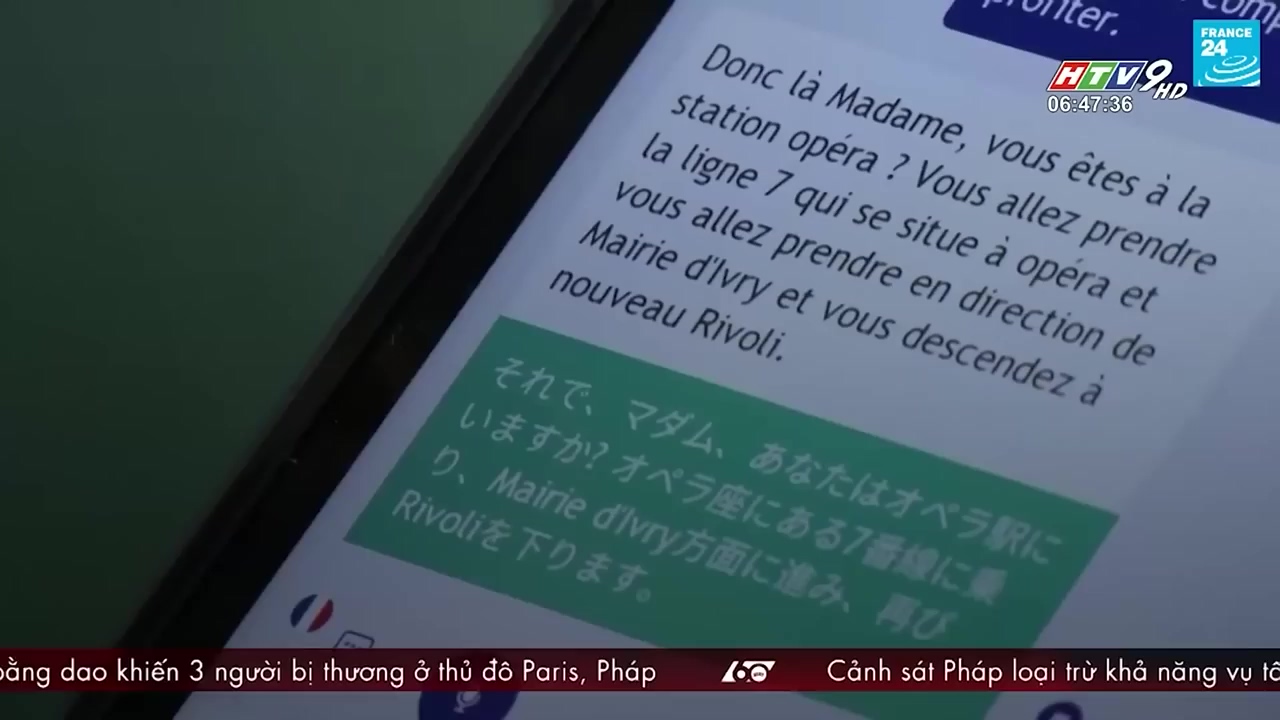 profiter.
FRANCE
24
HTV9
HD
06:47:36
Donc là Madame, vous êtes à la
station opéra ? Vous allez prendre
la ligne 7 qui se situe à opéra et
vous allez prendre en direction de
Mairie d'Ivry et vous descendez à
nouveau Rivoli.
それで、マダム、あなたはオペラ駅に
いますか? オペラ座にある7番線に乗
り、Mairie d'Ivry方面に進み、再び
Rivoliを下ります。
bằng dao khiến 3 người bị thương ở thủ đô Paris, Pháp
60
Cảnh sát Pháp loại trừ khả năng vụ